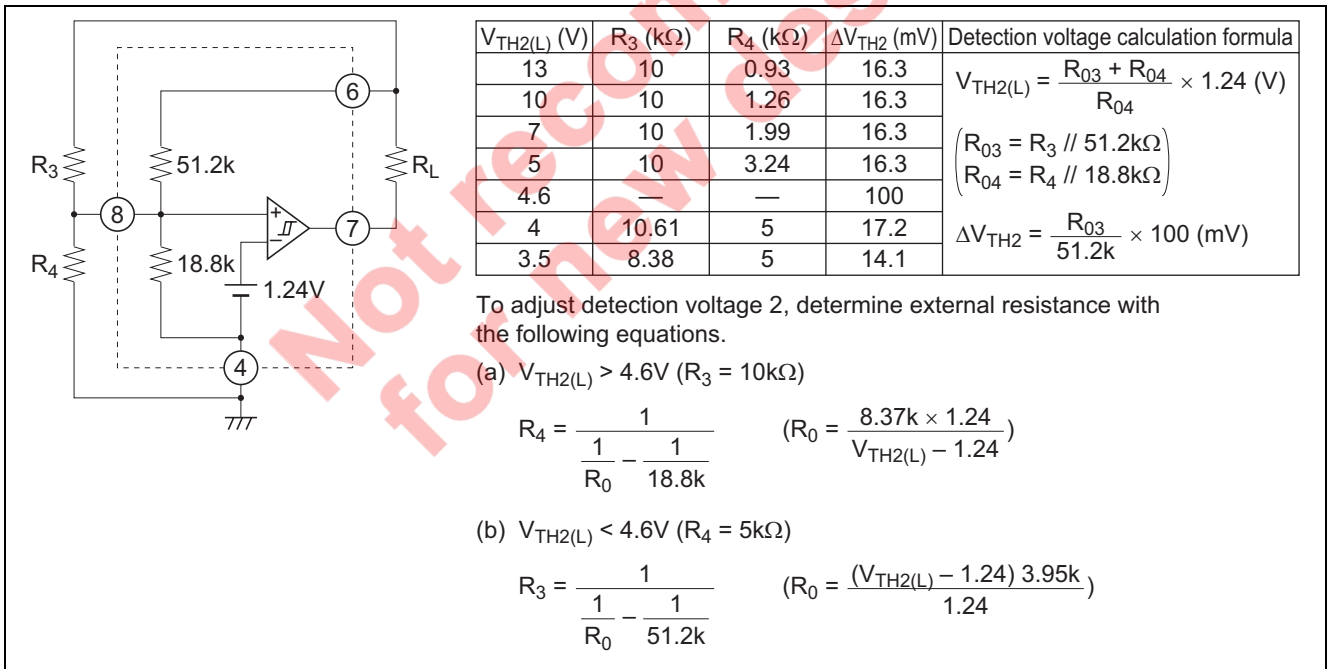 6
R3
51.2k
RL
8
+
−
7
R4
18.8k
1.24V
4
VTH2(L) (V) R3 (kΩ) R4 (kΩ) ΔVTH2 (mV) Detection voltage calculation formula
13 10 0.93 16.3
10 10 1.26 16.3
7 10 1.99 16.3
5 10 3.24 16.3
4.6 — — 100
4 10.61 5 17.2
3.5 8.38 5 14.1
VTH2(L) = (R03 + R04) / R04 × 1.24 (V)
(R03 = R3 // 51.2kΩ
R04 = R4 // 18.8kΩ)
ΔVTH2 = R03 / 51.2k × 100 (mV)
To adjust detection voltage 2, determine external resistance with
the following equations.
(a) VTH2(L) > 4.6V (R3 = 10kΩ)
R4 = 1 / (1/R0 – 1/18.8k) (R0 = 8.37k × 1.24 / (VTH2(L) – 1.24))
(b) VTH2(L) < 4.6V (R4 = 5kΩ)
R3 = 1 / (1/R0 – 1/51.2k) (R0 = (VTH2(L) – 1.24) 3.95k / 1.24)